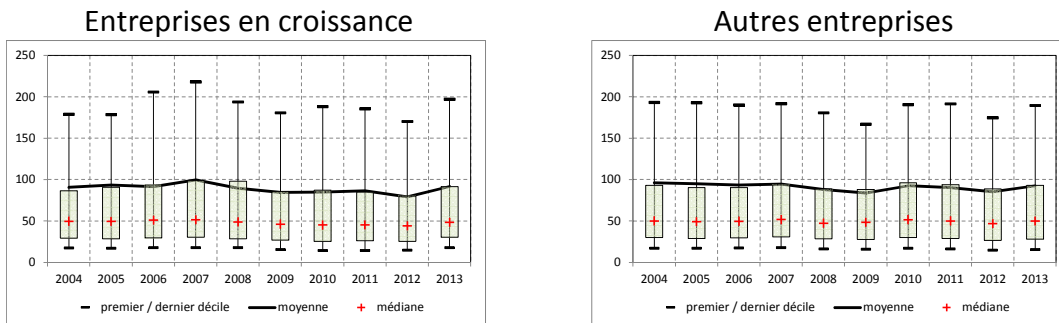 Entreprises en croissance
250
200
150
100
50
0
2004 2005 2006 2007 2008 2009 2010 2011 2012 2013
premier / dernier décile moyenne médiane
Autres entreprises
250
200
150
100
50
0
2004 2005 2006 2007 2008 2009 2010 2011 2012 2013
premier / dernier décile moyenne médiane